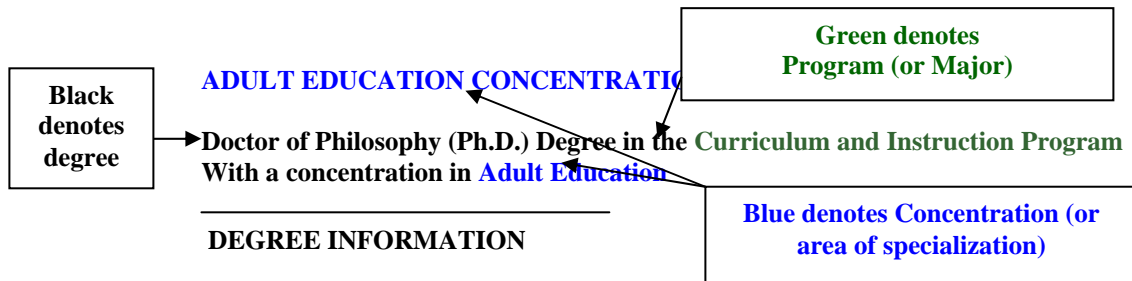 Green denotes
Program (or Major)
ADULT EDUCATION CONCENTRATIO
Black
denotes
degree
Doctor of Philosophy (Ph.D.) Degree in the Curriculum and Instruction Program
With a concentration in Adult Education
Blue denotes Concentration (or
area of specialization)
DEGREE INFORMATION